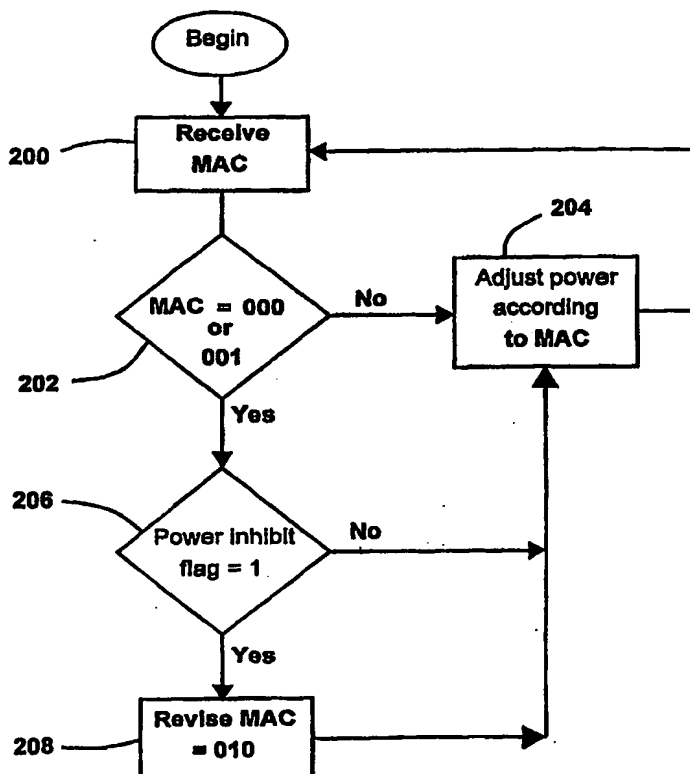 Begin
200
Receive
MAC
204
Adjust power
according
to MAC
MAC = 000
or
001
No
202
Yes
206
Power inhibit
flag = 1
No
Yes
208
Revise MAC
= 010